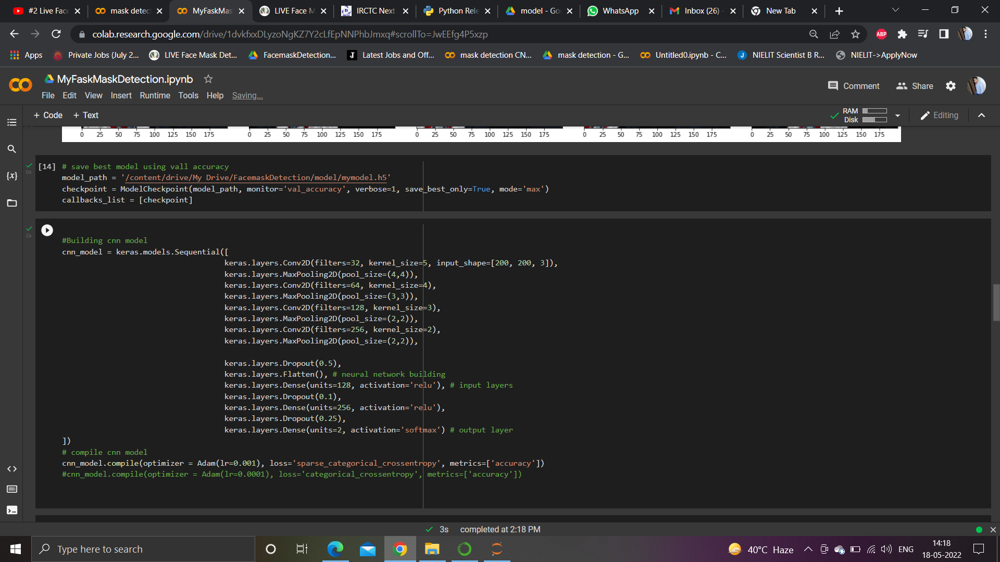 #2 Live Face
mask detec
MyFaskMas
LIVE Face M
IRCTC Next
Python Rele
model - Go
WhatsApp
Inbox (26) -
New Tab
colab.research.google.com/drive/1dvkfxxDLyzoNgKZ7Y2cLfEpNNPhbJmxq#scrollTo=JwEEfg4P5xzp
ABP
Apps
Private Jobs (July 2...
LIVE Face Mask Det...
FacemaskDetection...
Latest Jobs and Off...
mask detection CN...
mask detection - G...
Untitled0.ipynb - C...
NIELIT Scientist B R...
NIELIT->ApplyNow
MyFaskMaskDetection.ipynb
File Edit View Insert Runtime Tools Help Saving...
Comment
Share
+ Code + Text
RAM
Disk
Editing
0 25 50 75 100 125 150 175 0 25 50 75 100 125 150 175 0 25 50 75 100 125 150 175 0 25 50 75 100 125 150 175 0 25 50 75 100 125 150 175
[14] # save best model using vall accuracy
0s
model_path = '/content/drive/My Drive/FacemaskDetection/model/mymodel.h5'
checkpoint = ModelCheckpoint(model_path, monitor='val_accuracy', verbose=1, save_best_only=True, mode='max')
callbacks_list = [checkpoint]
2s
#Building cnn model
cnn_model = keras.models.Sequential([
keras.layers.Conv2D(filters=32, kernel_size=5, input_shape=[200, 200, 3]),
keras.layers.MaxPooling2D(pool_size=(4,4)),
keras.layers.Conv2D(filters=64, kernel_size=4),
keras.layers.MaxPooling2D(pool_size=(3,3)),
keras.layers.Conv2D(filters=128, kernel_size=3),
keras.layers.MaxPooling2D(pool_size=(2,2)),
keras.layers.Conv2D(filters=256, kernel_size=2),
keras.layers.MaxPooling2D(pool_size=(2,2)),
keras.layers.Dropout(0.5),
keras.layers.Flatten(), # neural network building
keras.layers.Dense(units=128, activation='relu'), # input layers
keras.layers.Dropout(0.1),
keras.layers.Dense(units=256, activation='relu'),
keras.layers.Dropout(0.25),
keras.layers.Dense(units=2, activation='softmax') # output layer
])
# compile cnn model
cnn_model.compile(optimizer = Adam(lr=0.001), loss='sparse_categorical_crossentropy', metrics=['accuracy'])
#cnn_model.compile(optimizer = Adam(lr=0.0001), loss='categorical_crossentropy', metrics=['accuracy'])
3s completed at 2:18 PM
Type here to search
40°C Haze
ENG
14:18
18-05-2022